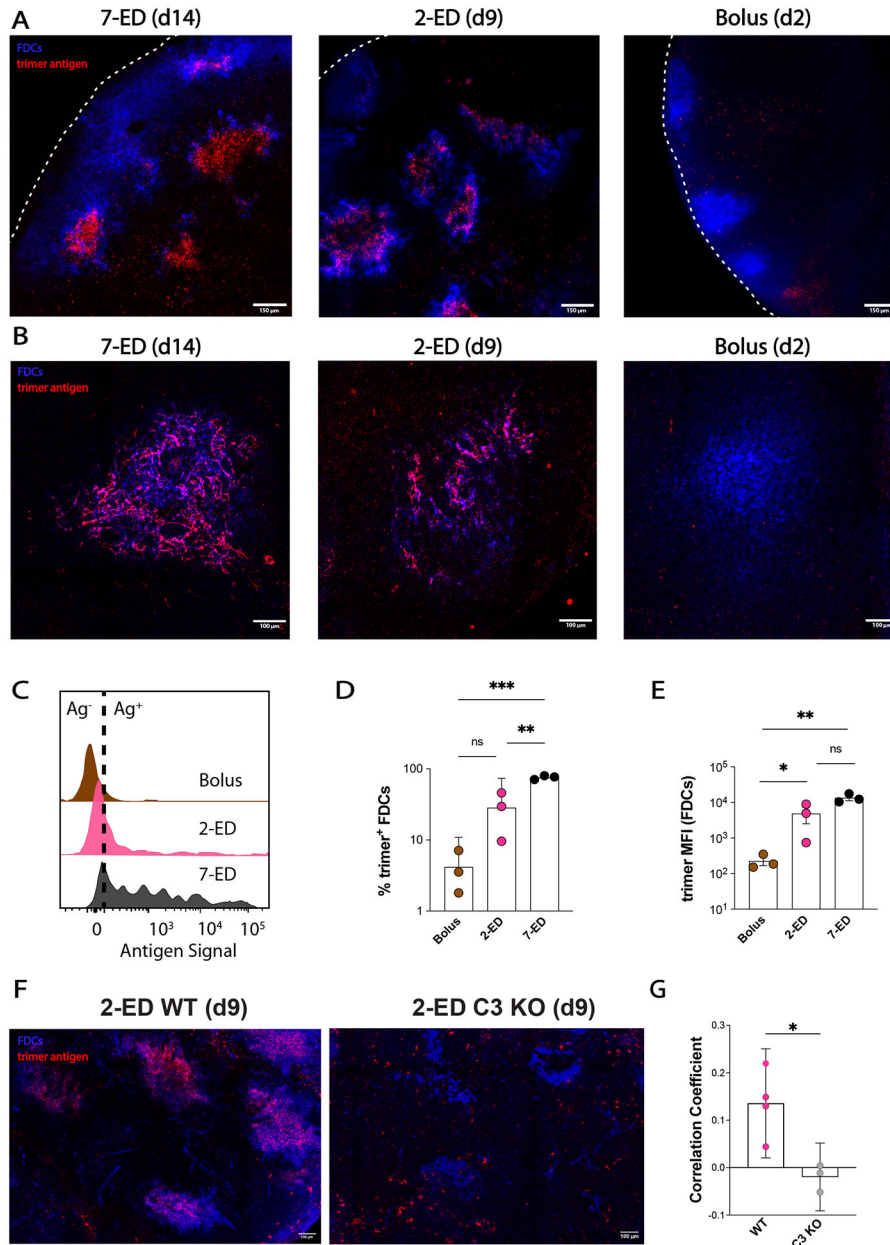 A
7-ED (d14)
2-ED (d9)
Bolus (d2)
FDCs
trimer antigen
150 µm
150 µm
150 µm
B
7-ED (d14)
2-ED (d9)
Bolus (d2)
FDCs
trimer antigen
100 µm
100 µm
100 µm
C
Ag⁻
Ag⁺
Bolus
2-ED
7-ED
0
10³
10⁴
10⁵
Antigen Signal
D
***
ns
**
100
10
1
% trimer⁺ FDCs
Bolus
2-ED
7-ED
E
**
*
ns
10⁵
10⁴
10³
10²
10¹
trimer MFI (FDCs)
Bolus
2-ED
7-ED
F
2-ED WT (d9)
2-ED C3 KO (d9)
FDCs
trimer antigen
100 µm
100 µm
G
*
0.3
0.2
0.1
0.0
-0.1
Correlation Coefficient
WT
C3 KO